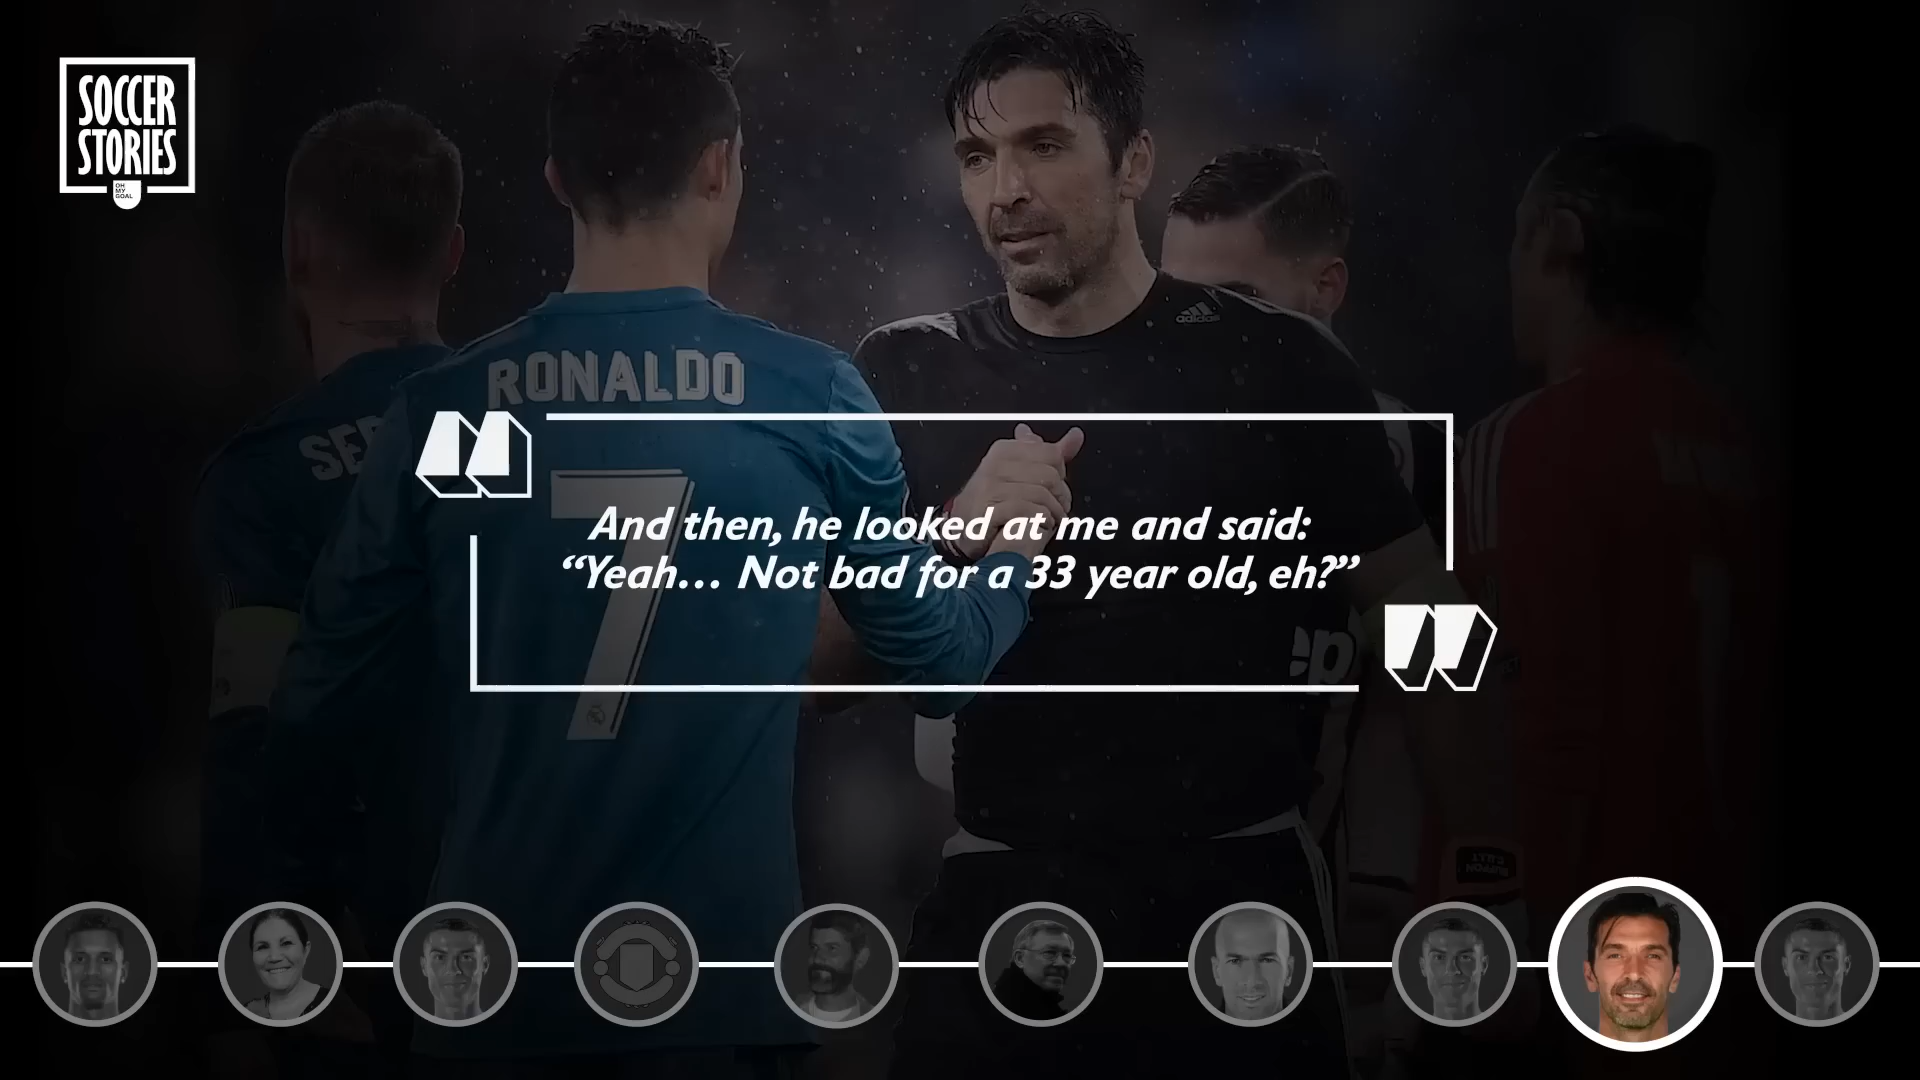 SOCCER
STORIES
OH
MY
GOAL
RONALDO
7
adidas
And then, he looked at me and said:
“Yeah... Not bad for a 33 year old, eh?”